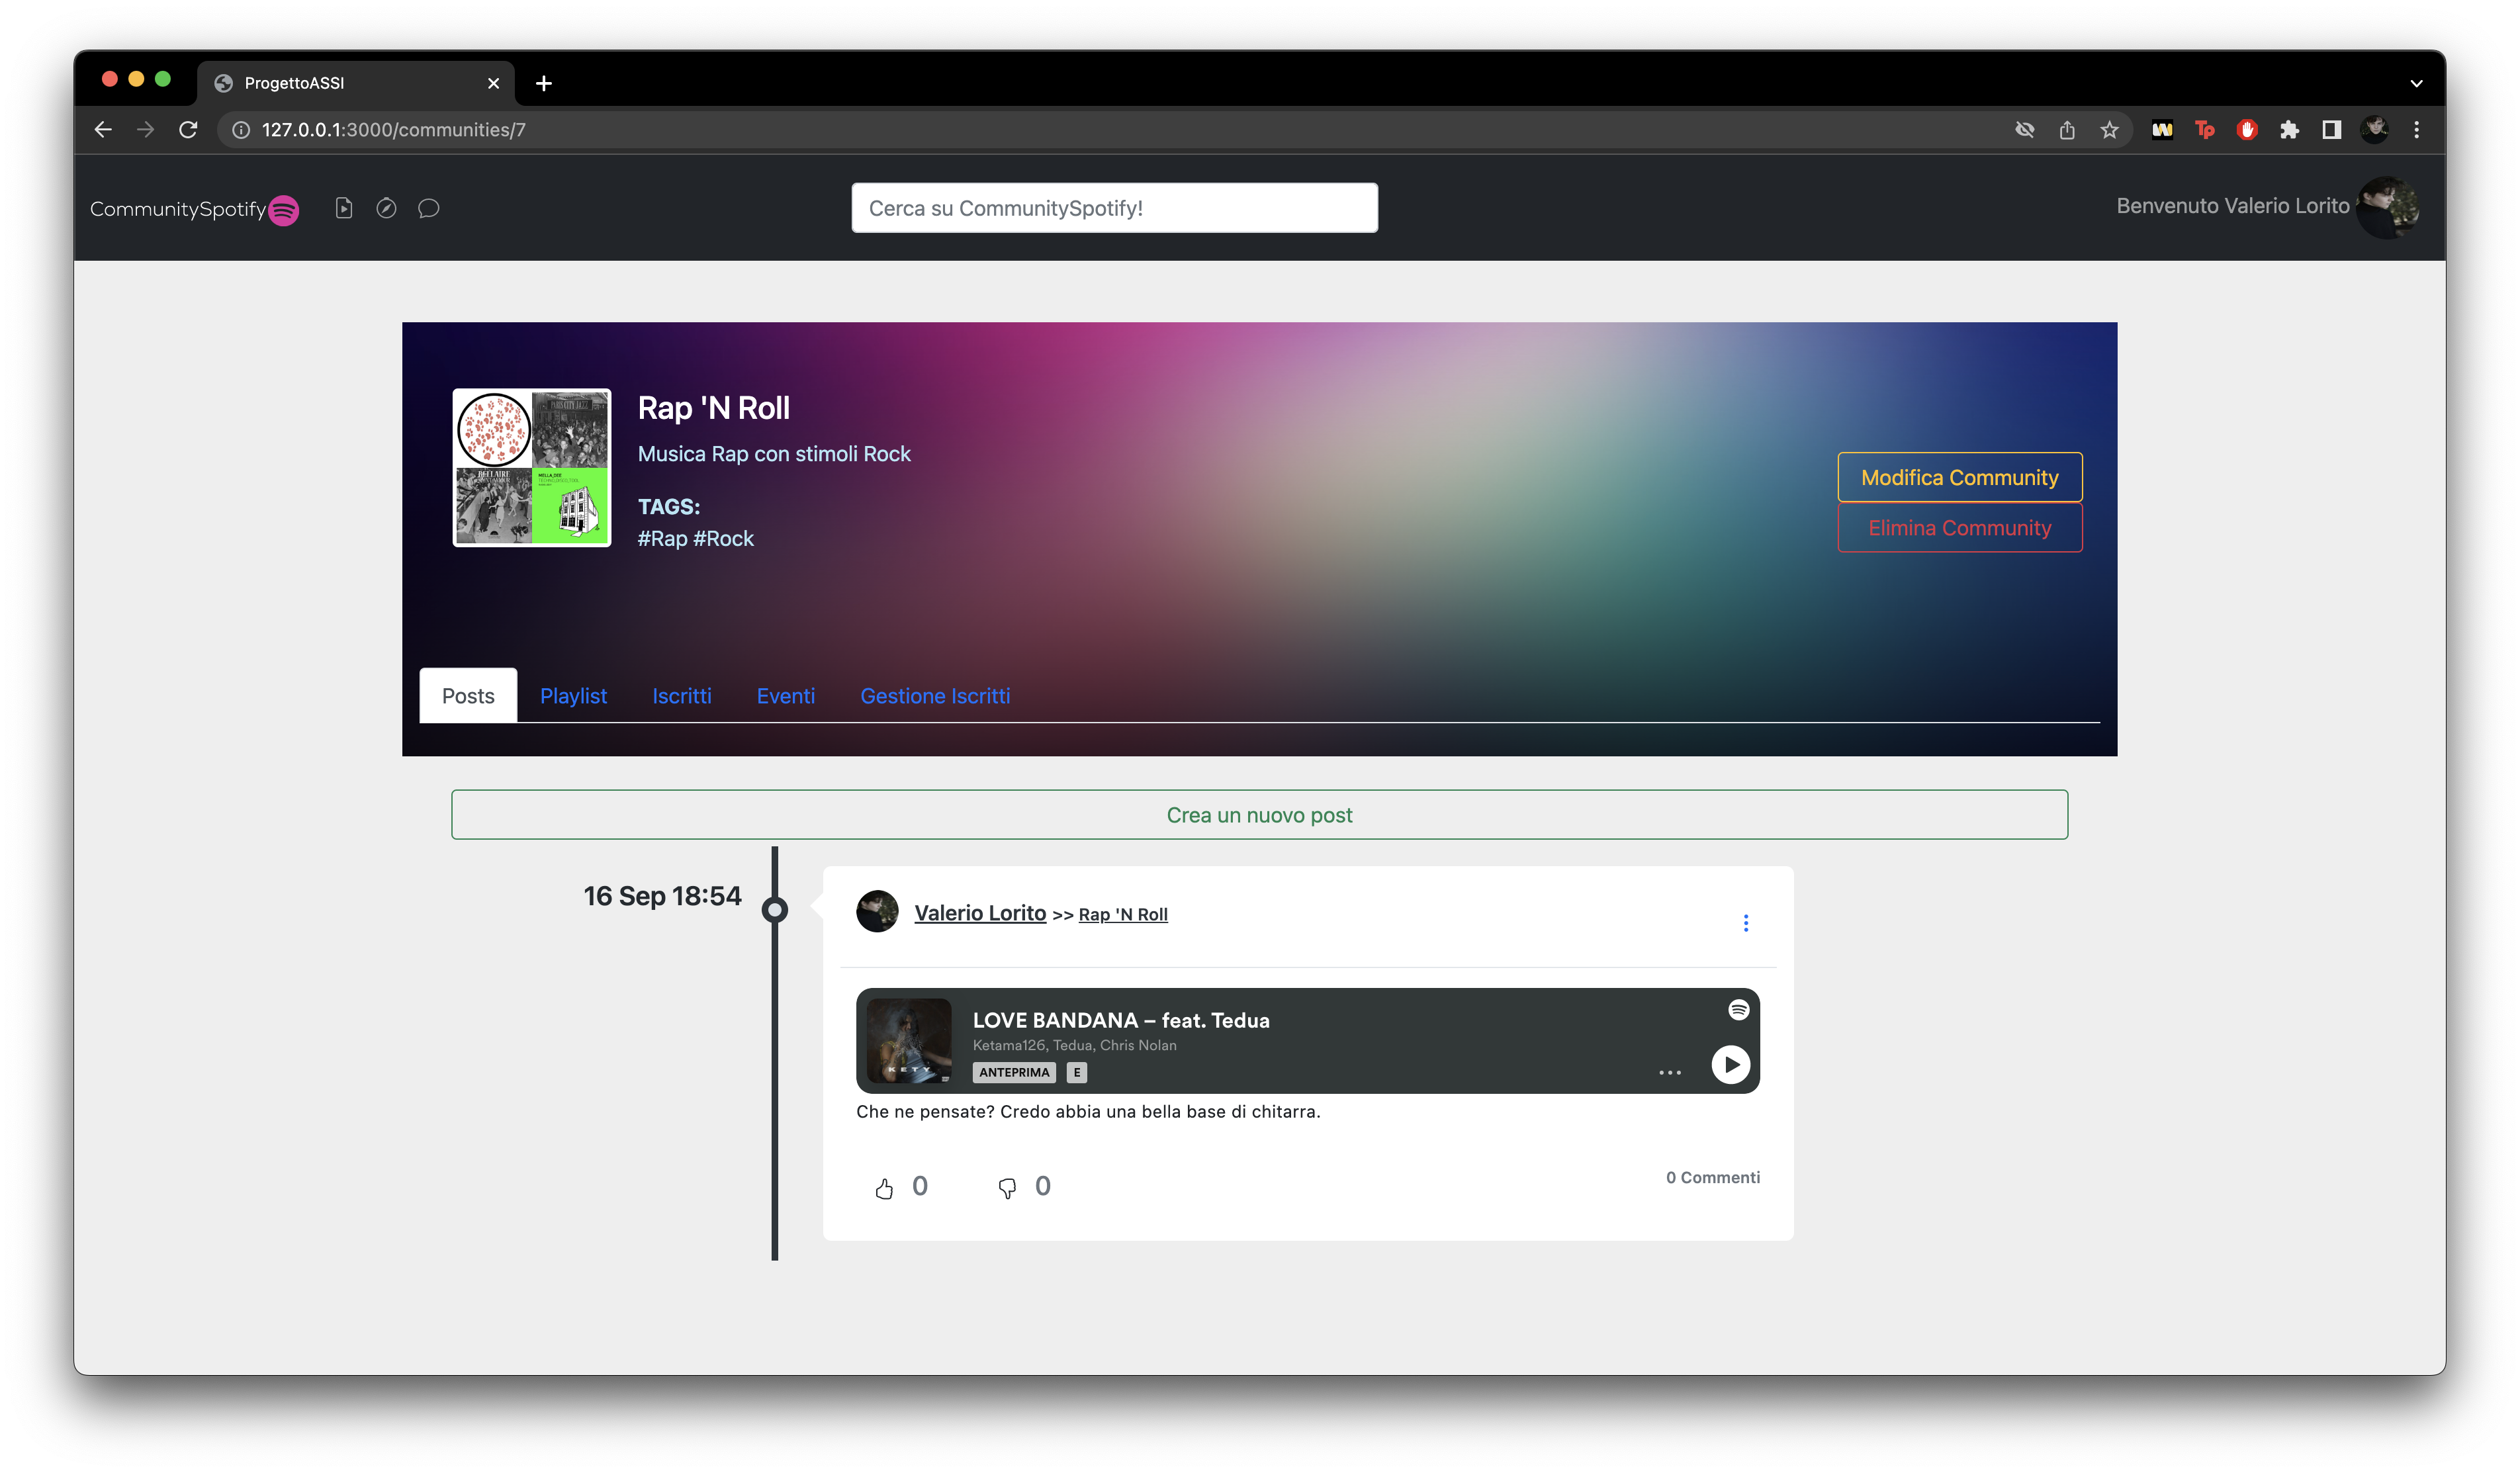 ProgettoASSI
127.0.0.1:3000/communities/7
Tp
CommunitySpotify
Cerca su CommunitySpotify!
Benvenuto Valerio Lorito
Rap 'N Roll
Musica Rap con stimoli Rock
TAGS:
#Rap #Rock
Modifica Community
Elimina Community
Posts
Playlist
Iscritti
Eventi
Gestione Iscritti
Crea un nuovo post
16 Sep 18:54
Valerio Lorito >> Rap 'N Roll
LOVE BANDANA – feat. Tedua
Ketama126, Tedua, Chris Nolan
ANTEPRIMA E
KETY
Che ne pensate? Credo abbia una bella base di chitarra.
0
0
0 Commenti